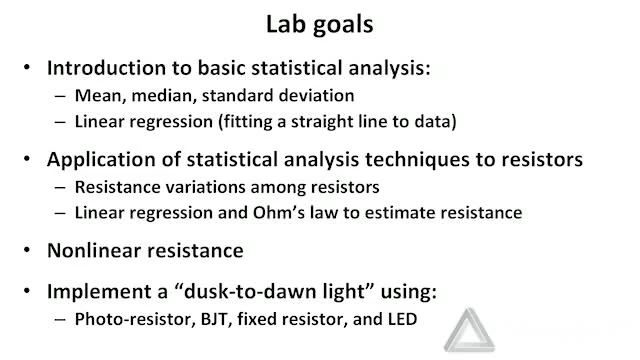 Lab goals
• Introduction to basic statistical analysis:
– Mean, median, standard deviation
– Linear regression (fitting a straight line to data)
• Application of statistical analysis techniques to resistors
– Resistance variations among resistors
– Linear regression and Ohm's law to estimate resistance
• Nonlinear resistance
• Implement a “dusk-to-dawn light” using:
– Photo-resistor, BJT, fixed resistor, and LED